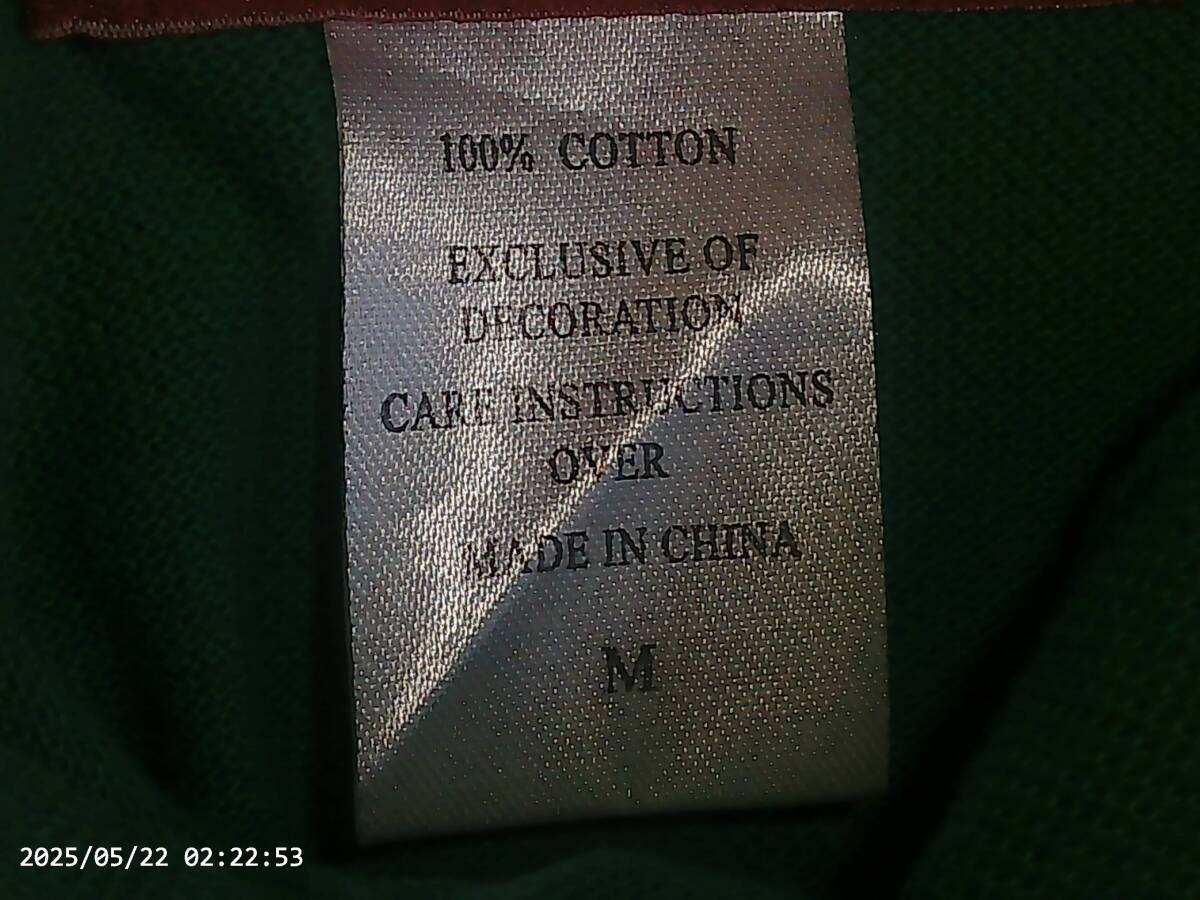 100% COTTON
EXCLUSIVE OF
DECORATION
CARE INSTRUCTIONS
OVER
MADE IN CHINA
M
2025/05/22 02:22:53